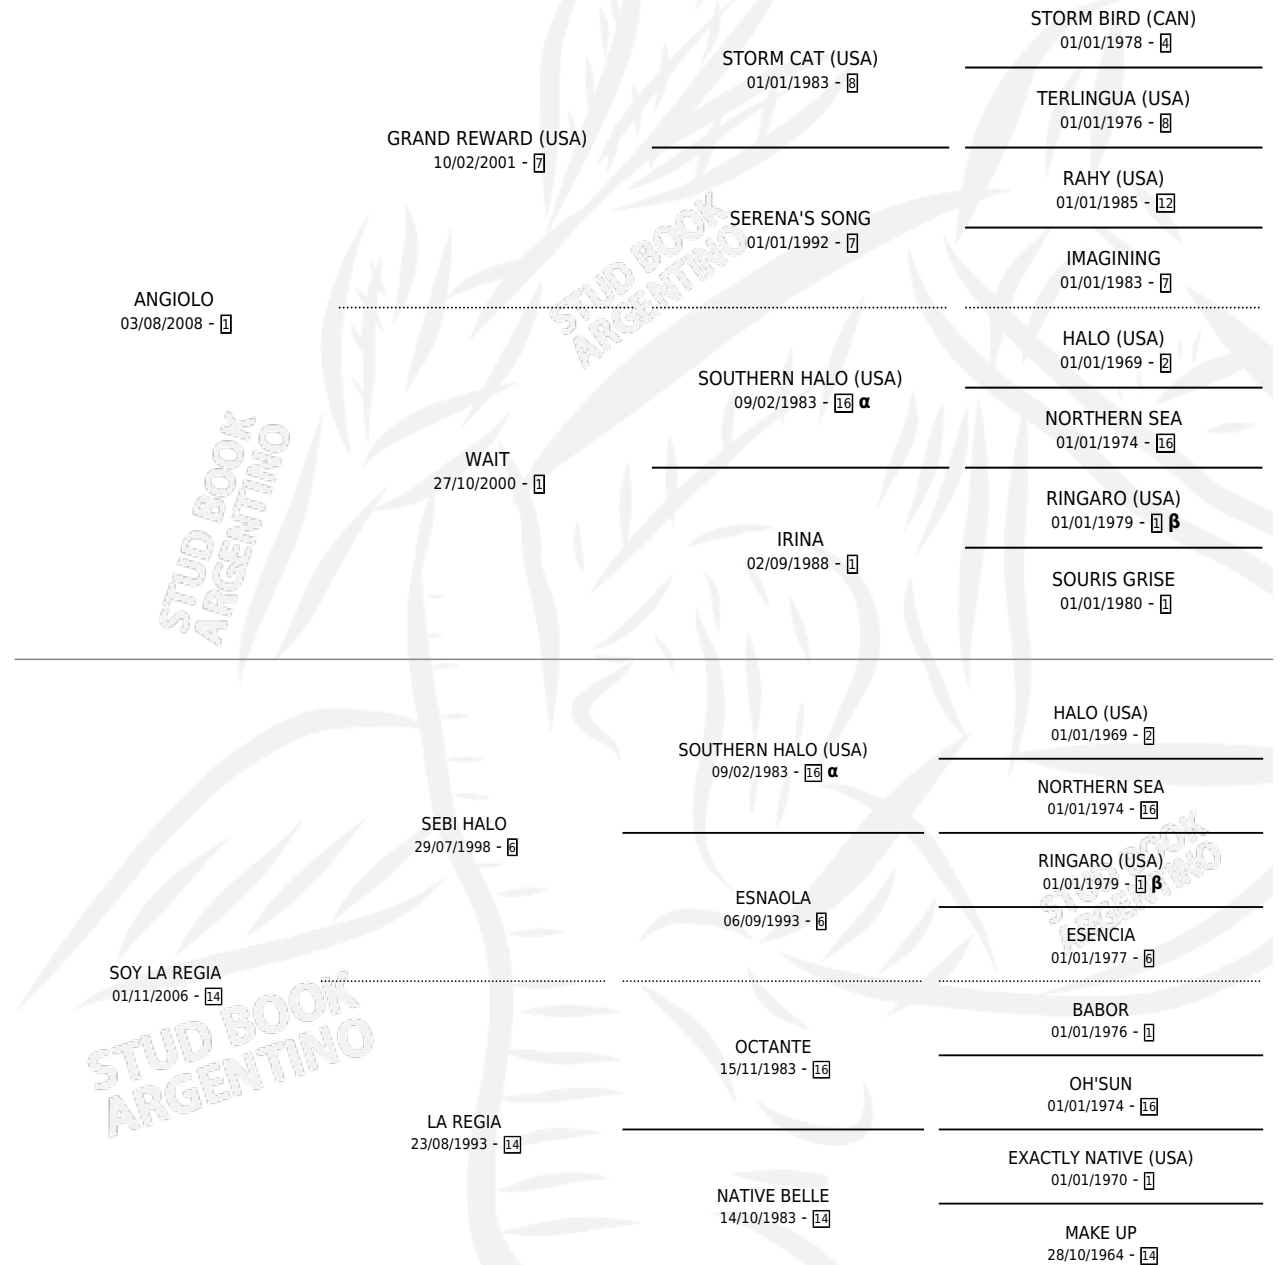 STORM BIRD (CAN)
01/01/1978 - 4
STORM CAT (USA)
01/01/1983 - 8
TERLINGUA (USA)
01/01/1976 - 8
GRAND REWARD (USA)
10/02/2001 - 7
RAHY (USA)
01/01/1985 - 12
SERENA'S SONG
01/01/1992 - 7
IMAGINING
01/01/1983 - 7
ANGIOLO
03/08/2008 - 1
HALO (USA)
01/01/1969 - 2
SOUTHERN HALO (USA)
09/02/1983 - 16 α
NORTHERN SEA
01/01/1974 - 16
WAIT
27/10/2000 - 1
RINGARO (USA)
01/01/1979 - 1 β
IRINA
02/09/1988 - 1
SOURIS GRISE
01/01/1980 - 1
HALO (USA)
01/01/1969 - 2
SOUTHERN HALO (USA)
09/02/1983 - 16 α
NORTHERN SEA
01/01/1974 - 16
SEBI HALO
29/07/1998 - 6
RINGARO (USA)
01/01/1979 - 1 β
ESNAOLA
06/09/1993 - 6
ESENCIA
01/01/1977 - 6
SOY LA REGIA
01/11/2006 - 14
BABOR
01/01/1976 - 1
OCTANTE
15/11/1983 - 16
OH'SUN
01/01/1974 - 16
LA REGIA
23/08/1993 - 14
EXACTLY NATIVE (USA)
01/01/1970 - 1
NATIVE BELLE
14/10/1983 - 14
MAKE UP
28/10/1964 - 14
STUD BOOK
ARGENTINO
STUD BOOK
ARGENTINO
STUD BOOK
ARGENTINO
STUD BOOK
ARGENTINO